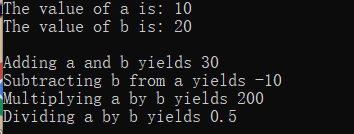 The value of a is: 10
The value of b is: 20

Adding a and b yields 30
Subtracting b from a yields -10
Multiplying a by b yields 200
Dividing a by b yields 0.5